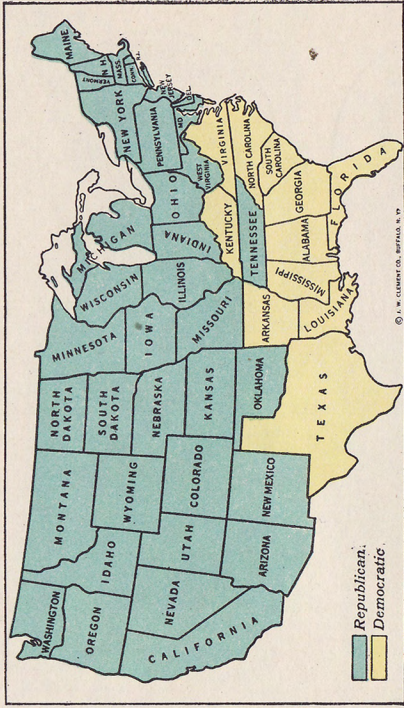 WASHINGTON
OREGON
CALIFORNIA
NEVADA
IDAHO
MONTANA
WYOMING
UTAH
ARIZONA
COLORADO
NEW MEXICO
NORTH
DAKOTA
SOUTH
DAKOTA
NEBRASKA
KANSAS
OKLAHOMA
TEXAS
MINNESOTA
IOWA
MISSOURI
ARKANSAS
LOUISIANA
WISCONSIN
ILLINOIS
MICHIGAN
INDIANA
OHIO
KENTUCKY
TENNESSEE
MISSISSIPPI
ALABAMA
GEORGIA
FLORIDA
SOUTH
CAROLINA
NORTH CAROLINA
VIRGINIA
WEST
VIRGINIA
MD.
DEL.
PENNSYLVANIA
NEW
JERSEY
NEW YORK
CONN.
R.I.
MASS.
VERMONT
N H
MAINE
Republican.
Democratic.
© J. W. CLEMENT CO., BUFFALO, N. Y.